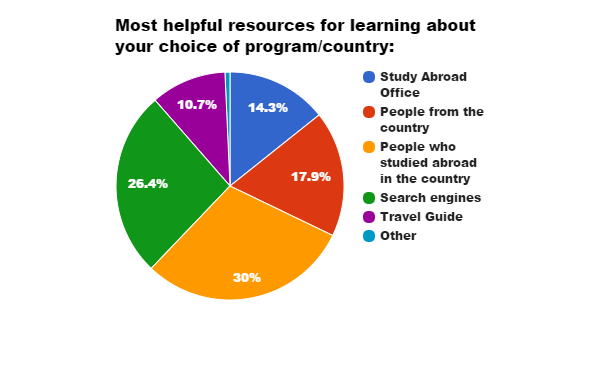 Most helpful resources for learning about
your choice of program/country:
14.3%
17.9%
30%
26.4%
10.7%
Study Abroad
Office
People from the
country
People who
studied abroad
in the country
Search engines
Travel Guide
Other